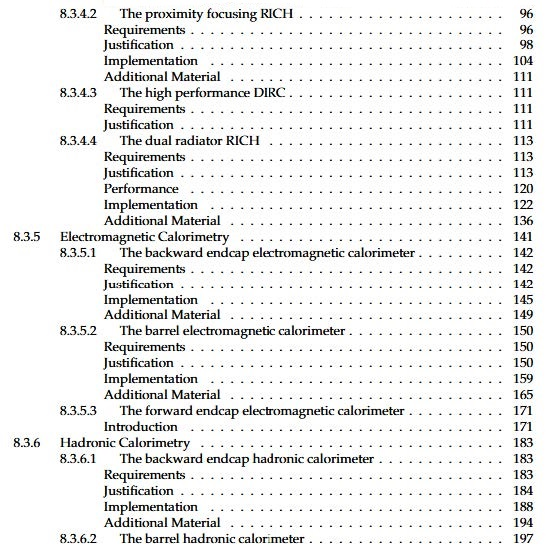 8.3.4.2 The proximity focusing RICH . . . . . . . . . . . . . . . . . . . . 96
Requirements . . . . . . . . . . . . . . . . . . . . . . . . . . . 96
Justification . . . . . . . . . . . . . . . . . . . . . . . . . . . . 98
Implementation . . . . . . . . . . . . . . . . . . . . . . . . . 104
Additional Material . . . . . . . . . . . . . . . . . . . . . . . 111
8.3.4.3 The high performance DIRC . . . . . . . . . . . . . . . . . . . . 111
Requirements . . . . . . . . . . . . . . . . . . . . . . . . . . . 111
Justification . . . . . . . . . . . . . . . . . . . . . . . . . . . . 111
8.3.4.4 The dual radiator RICH . . . . . . . . . . . . . . . . . . . . . 113
Requirements . . . . . . . . . . . . . . . . . . . . . . . . . . . 113
Justification . . . . . . . . . . . . . . . . . . . . . . . . . . . . 113
Performance . . . . . . . . . . . . . . . . . . . . . . . . . . . 120
Implementation . . . . . . . . . . . . . . . . . . . . . . . . . 122
Additional Material . . . . . . . . . . . . . . . . . . . . . . . 136
8.3.5 Electromagnetic Calorimetry . . . . . . . . . . . . . . . . . . . . . . . 141
8.3.5.1 The backward endcap electromagnetic calorimeter . . . . . . . . 142
Requirements . . . . . . . . . . . . . . . . . . . . . . . . . . . 142
Justification . . . . . . . . . . . . . . . . . . . . . . . . . . . . 142
Implementation . . . . . . . . . . . . . . . . . . . . . . . . . 145
Additional Material . . . . . . . . . . . . . . . . . . . . . . . 149
8.3.5.2 The barrel electromagnetic calorimeter . . . . . . . . . . . . . . 150
Requirements . . . . . . . . . . . . . . . . . . . . . . . . . . . 150
Justification . . . . . . . . . . . . . . . . . . . . . . . . . . . . 150
Implementation . . . . . . . . . . . . . . . . . . . . . . . . . 159
Additional Material . . . . . . . . . . . . . . . . . . . . . . . 165
8.3.5.3 The forward endcap electromagnetic calorimeter . . . . . . . . . 171
Introduction . . . . . . . . . . . . . . . . . . . . . . . . . . . 171
8.3.6 Hadronic Calorimetry . . . . . . . . . . . . . . . . . . . . . . . . . . 183
8.3.6.1 The backward endcap hadronic calorimeter . . . . . . . . . . . . 183
Requirements . . . . . . . . . . . . . . . . . . . . . . . . . . . 183
Justification . . . . . . . . . . . . . . . . . . . . . . . . . . . . 184
Implementation . . . . . . . . . . . . . . . . . . . . . . . . . 188
Additional Material . . . . . . . . . . . . . . . . . . . . . . . 194
8.3.6.2 The barrel hadronic calorimeter . . . . . . . . . . . . . . . . . . 197